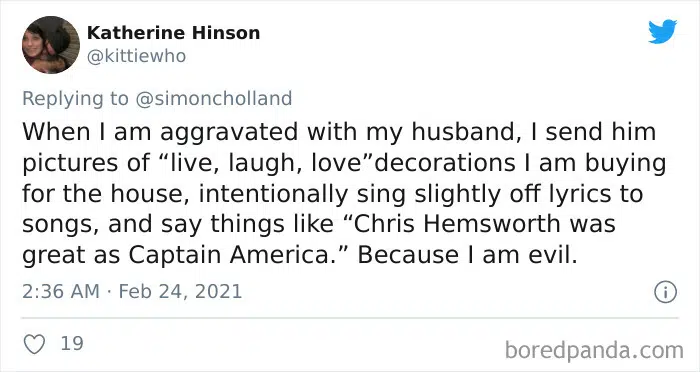 Katherine Hinson
@kittiewho
Replying to @simoncholland
When I am aggravated with my husband, I send him
pictures of “live, laugh, love”decorations I am buying
for the house, intentionally sing slightly off lyrics to
songs, and say things like “Chris Hemsworth was
great as Captain America.” Because I am evil.
2:36 AM · Feb 24, 2021
19
boredpanda.com